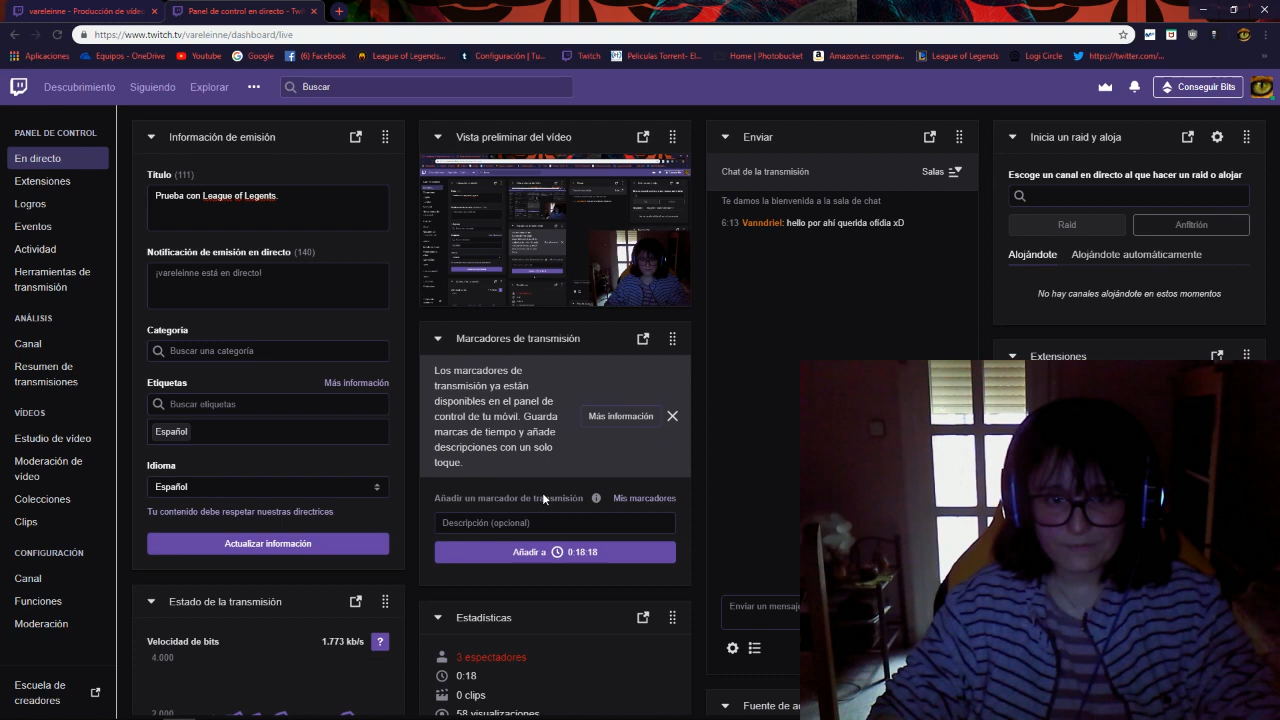 vareleinne - Producción de vídeo
Panel de control en directo - Twi
https://www.twitch.tv/vareleinne/dashboard/live
Aplicaciones
Equipos - OneDrive
Youtube
Google
(3) Facebook
League of Legends...
Configuración | Tu...
Twitch
Peliculas Torrent- El...
Home | Photobucket
Amazon.es: compra...
League of Legends
Logi Circle
https://twitter.com/...
Descubrimiento
Siguiendo
Explorar
Buscar
Conseguir Bits
PANEL DE CONTROL
En directo
Extensiones
Logros
Eventos
Actividad
Herramientas de
transmisión
ANÁLISIS
Canal
Resumen de
transmisiones
VÍDEOS
Estudio de vídeo
Moderación de
vídeo
Colecciones
Clips
CONFIGURACIÓN
Canal
Funciones
Moderación
Escuela de
creadores
Información de emisión
Título (111)
Prueba con League of Legents.
Notificación de emisión en directo (140)
¡vareleinne está en directo!
Categoría
Buscar una categoría
Etiquetas
Más información
Buscar etiquetas
Español
Idioma
Español
Tu contenido debe respetar nuestras directrices
Actualizar información
Estado de la transmisión
Velocidad de bits
1.773 kb/s
?
4.000
2.000
Vista preliminar del vídeo
Marcadores de transmisión
Los marcadores de
transmisión ya están
disponibles en el panel de
control de tu móvil. Guarda
marcas de tiempo y añade
descripciones con un solo
toque.
Más información
Añadir un marcador de transmisión
Mis marcadores
Descripción (opcional)
Añadir a 0:18:18
Estadísticas
3 espectadores
0:18
0 clips
58 visualizaciones
Enviar
Chat de la transmisión
Salas
Te damos la bienvenida a la sala de chat
6:13 Vanndriel: hello por ahí querida ofidia xD
Enviar un mensaje
Fuente de ac
Inicia un raid y aloja
Escoge un canal en directo al que hacer un raid o alojar
Raid
Anfitrión
Alojándote
Alojándote automáticamente
No hay canales alojándote en estos momentos
Extensiones